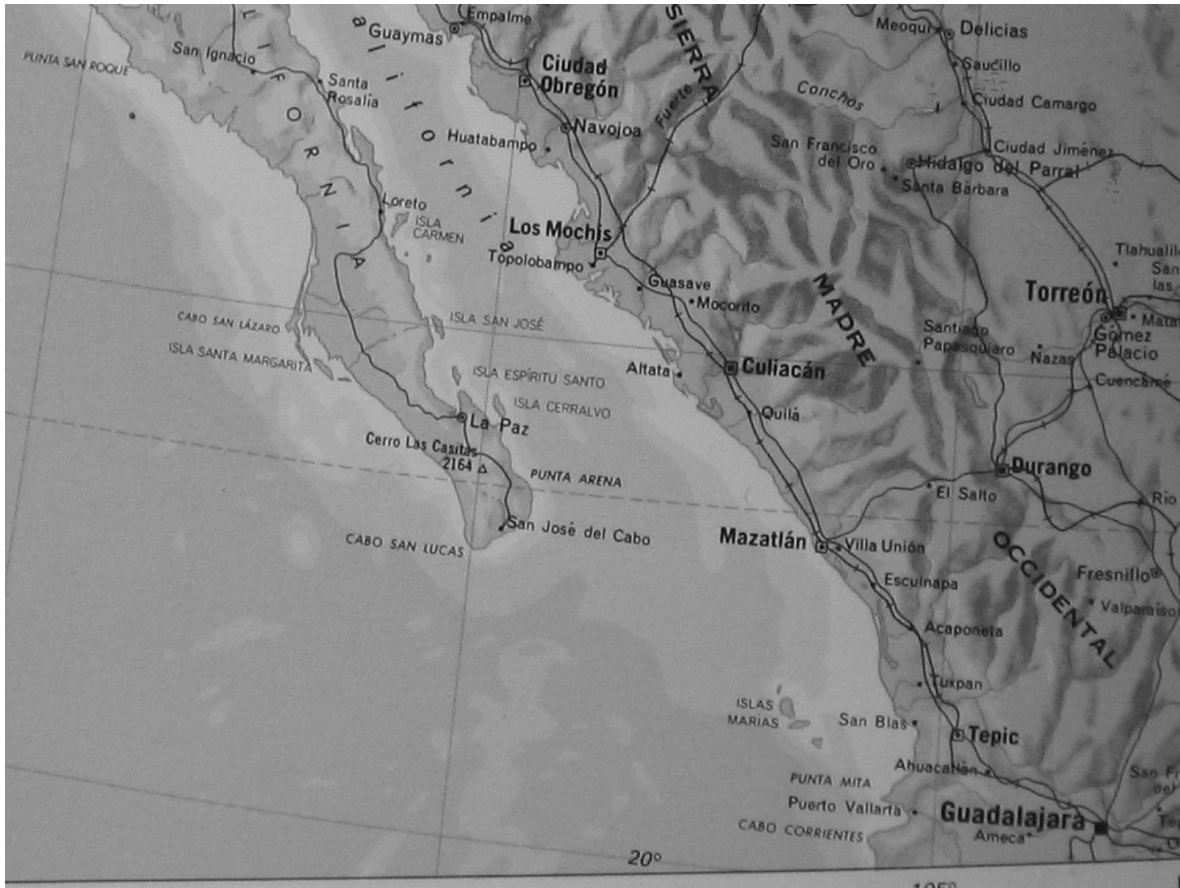 Empalme
Guaymas
SIERRA
Meoqui
Delicias
San Ignacio
PUNTA SAN ROQUE
Santa
Rosalia
Ciudad
Obregón
Saucillo
Conchos
Fuerte
Ciudad Camargo
LIFORNIA
alifornia
Huatabampo
Navojoa
San Francisco
del Oro
Ciudad Jiménez
Hidalgo del Parral
Santa Bárbara
Loreto
ISLA
CARMEN
Los Mochis
Topolobampo
Guasave
Mocorito
MADRE
Torreón
Gómez
Palacio
CABO SAN LÁZARO
ISLA SAN JOSÉ
Santiago
Papasquiaro
Nazas
ISLA SANTA MARGARITA
ISLA ESPÍRITU SANTO
Altata
Culiacán
Cuencamé
ISLA CERRALVO
Quilá
La Paz
Cerro Las Casitas
2164
PUNTA ARENA
Durango
El Salto
Río
San José del Cabo
CABO SAN LUCAS
Mazatlán
Villa Unión
OCCIDENTAL
Fresnillo
Escuinapa
Valparaiso
Acaponeta
Tuxpan
ISLAS
MARÍAS
San Blas
Tepic
Ahuacatlán
PUNTA MITA
Puerto Vallarta
Guadalajara
CABO CORRIENTES
Ameca
20°